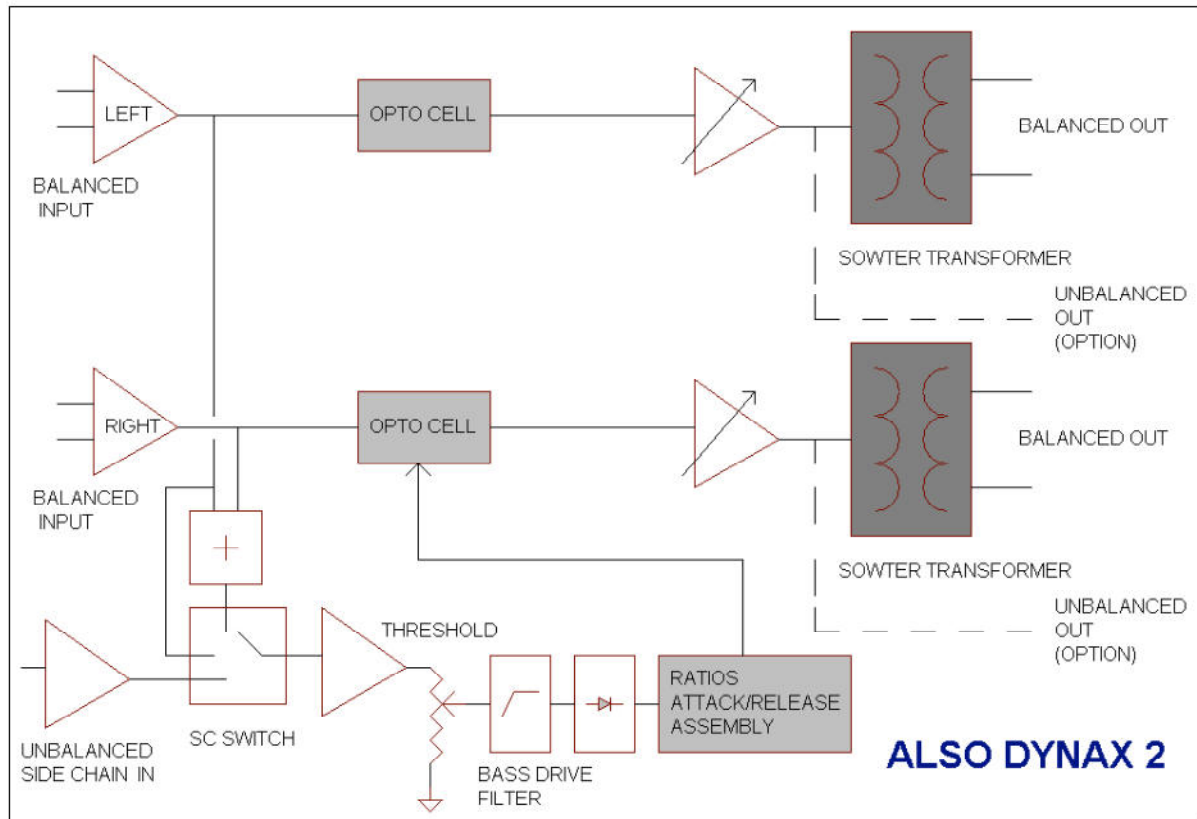 LEFT
OPTO CELL
BALANCED OUT
BALANCED
INPUT
SOWTER TRANSFORMER
UNBALANCED
OUT
(OPTION)
RIGHT
OPTO CELL
BALANCED OUT
BALANCED
INPUT
+
SOWTER TRANSFORMER
UNBALANCED
OUT
(OPTION)
THRESHOLD
RATIOS
ATTACK/RELEASE
ASSEMBLY
SC SWITCH
UNBALANCED
SIDE CHAIN IN
BASS DRIVE
FILTER
ALSO DYNAX 2